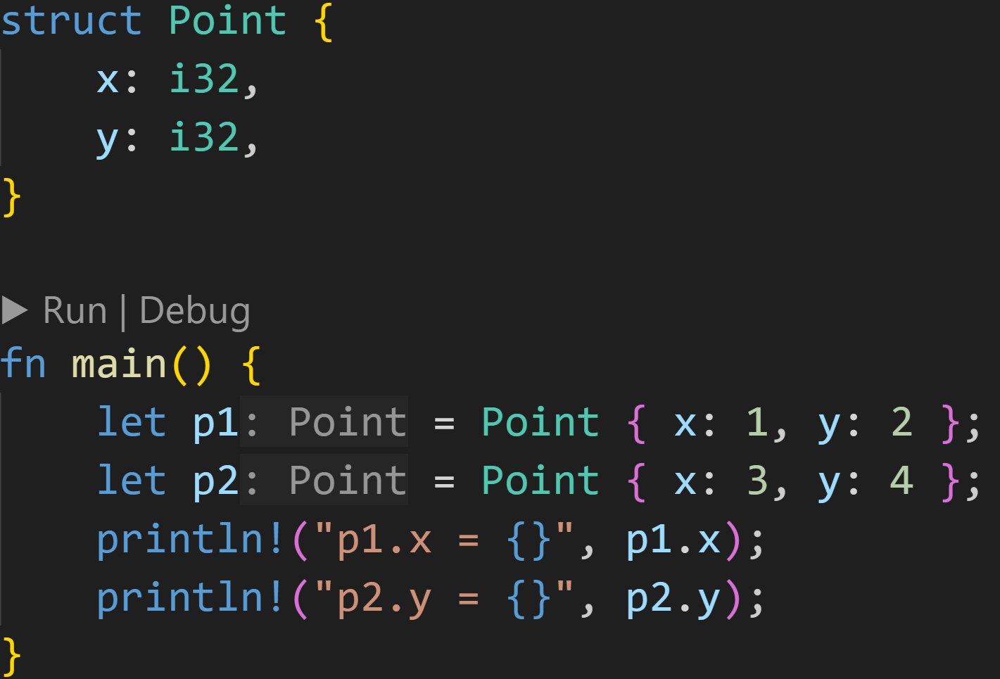 struct Point {
    x: i32,
    y: i32,
}
▶ Run | Debug
fn main() {
    let p1: Point = Point { x: 1, y: 2 };
    let p2: Point = Point { x: 3, y: 4 };
    println!("p1.x = {}", p1.x);
    println!("p2.y = {}", p2.y);
}